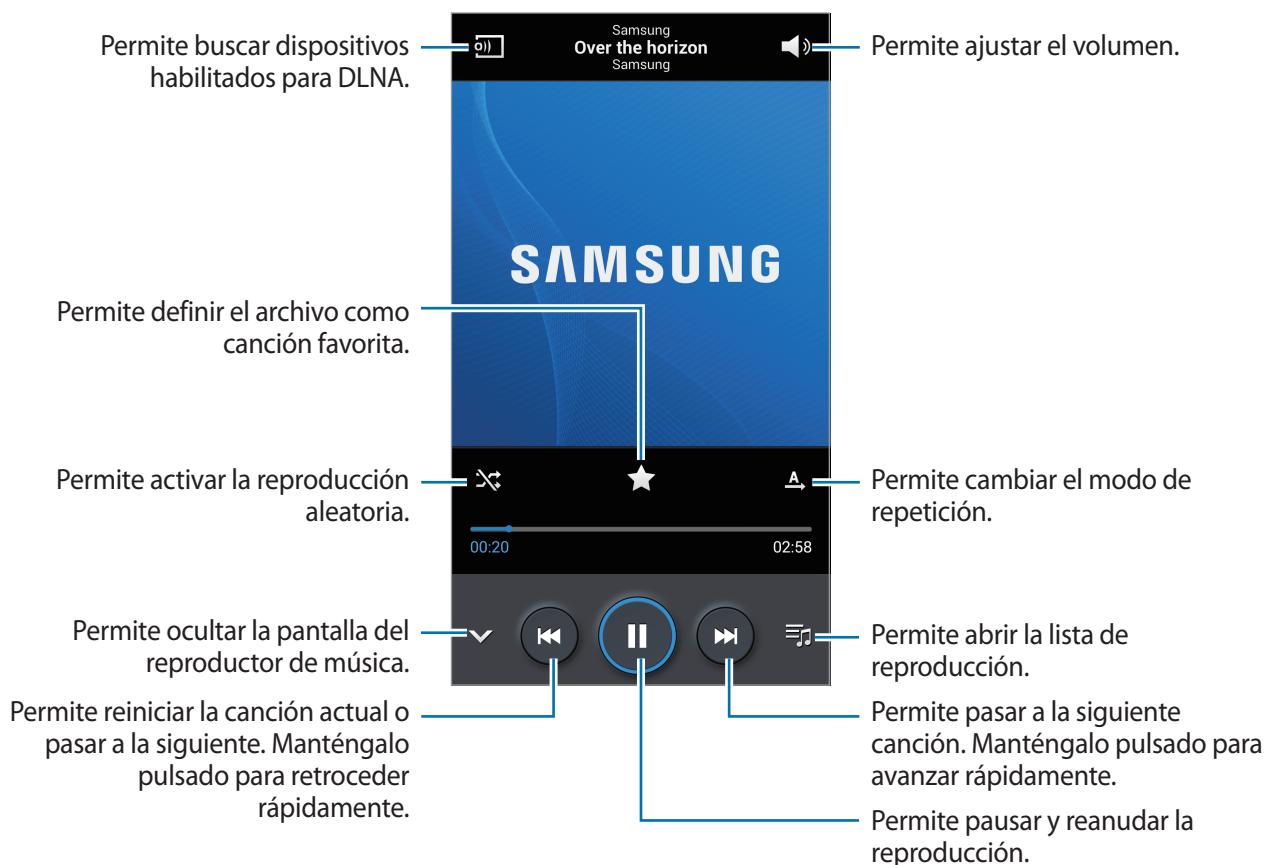 Permite buscar dispositivos
habilitados para DLNA.
Samsung
Over the horizon
Samsung
Permite ajustar el volumen.
SAMSUNG
Permite definir el archivo como
canción favorita.
Permite activar la reproducción
aleatoria.
A
Permite cambiar el modo de
repetición.
00:20
02:58
Permite ocultar la pantalla del
reproductor de música.
Permite abrir la lista de
reproducción.
Permite reiniciar la canción actual o
pasar a la siguiente. Manténgalo
pulsado para retroceder
rápidamente.
Permite pasar a la siguiente
canción. Manténgalo pulsado para
avanzar rápidamente.
Permite pausar y reanudar la
reproducción.